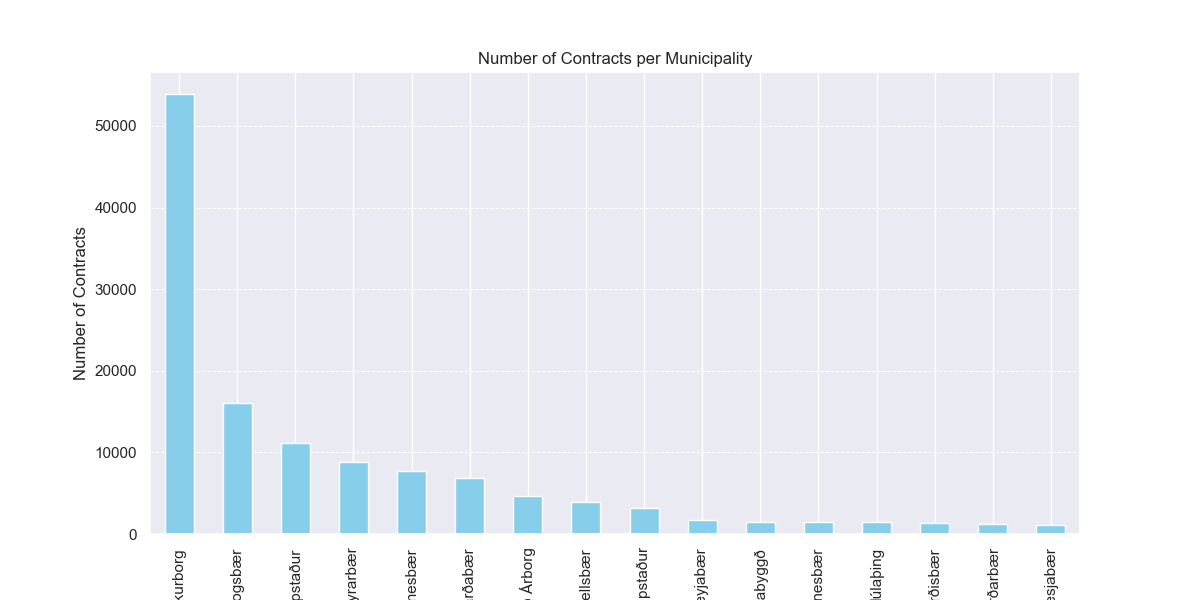 Number of Contracts per Municipality
Number of Contracts
50000
40000
30000
20000
10000
0
kurborg
ogsbær
pstaður
yrarbær
nesbær
rðabær
Árborg
ellsbær
pstaður
eyjabær
abyggð
nesbær
úlaþing
rðisbær
rðarbær
esjabær